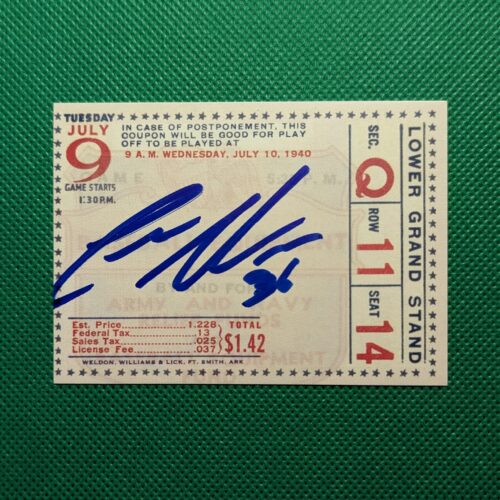 TUESDAY
JULY
9
GAME STARTS
1:30 P.M.
IN CASE OF POSTPONEMENT, THIS
COUPON WILL BE GOOD FOR PLAY
OFF TO BE PLAYED AT
9 A.M. WEDNESDAY, JULY 10, 1940
36
ARMY AND NAVY
Est. Price 1.228
Federal Tax .13
Sales Tax .025
License Fee .037
TOTAL
$1.42
WELDON, WILLIAMS & LICK, FT. SMITH, ARK
SEC. Q
ROW 11
SEAT 14
LOWER GRAND STAND